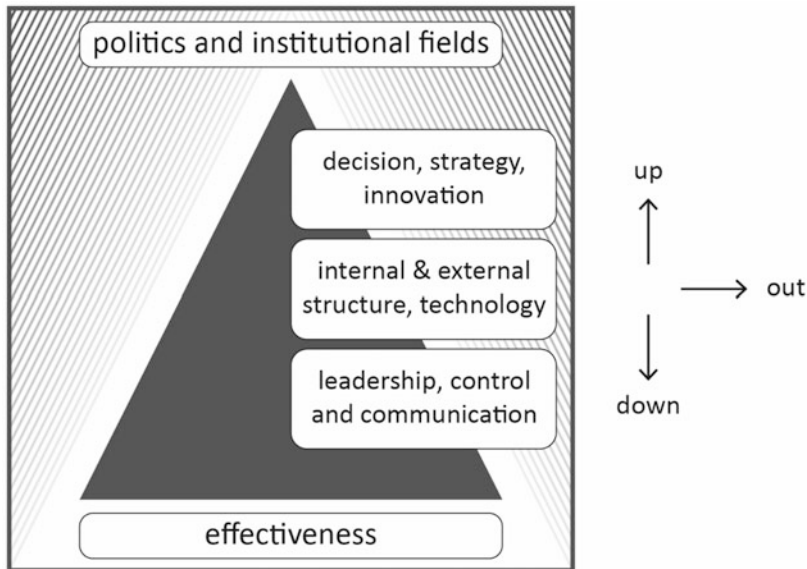 politics and institutional fields
decision, strategy,
innovation
up
internal & external
structure, technology
out
leadership, control
and communication
down
effectiveness